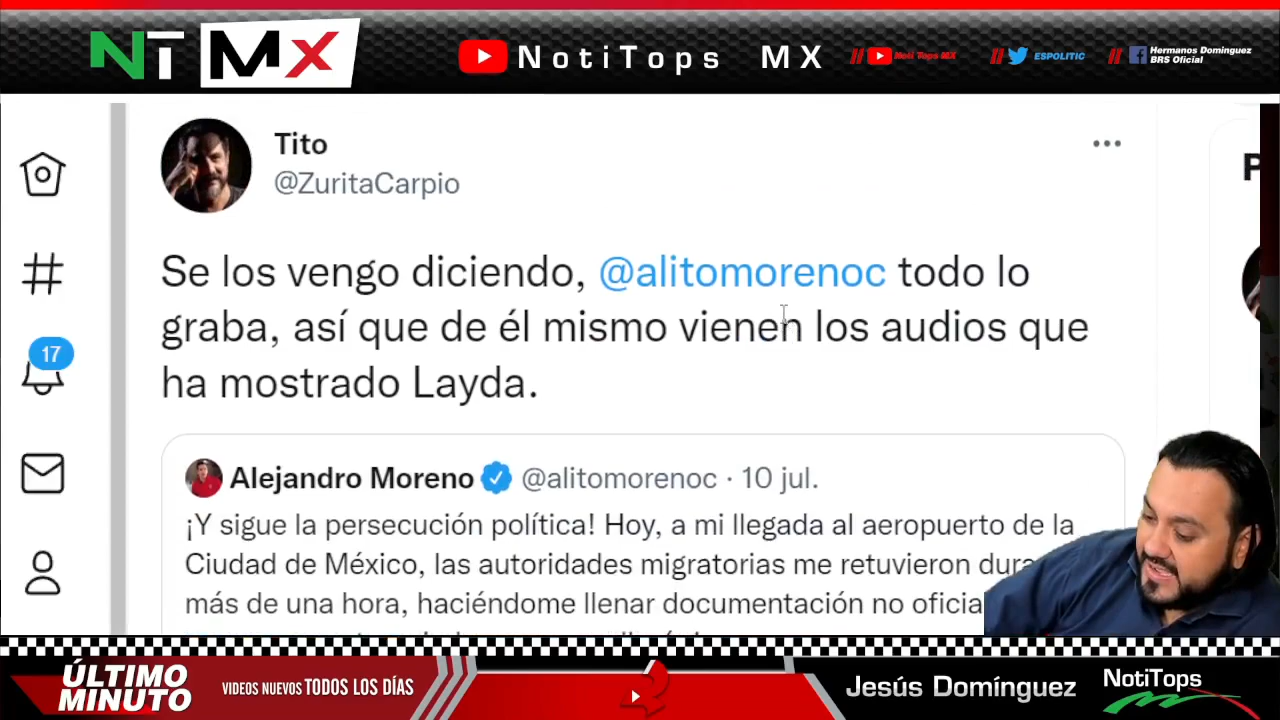 NT MX
NotiTops MX
// Noti Tops MX
// ESPOLITIC
// Hermanos Dominguez
BRS Oficial
Tito
@ZuritaCarpio
Se los vengo diciendo, @alitomorenoc todo lo
graba, así que de él mismo vienen los audios que
ha mostrado Layda.
17
P
Alejandro Moreno @alitomorenoc · 10 jul.
¡Y sigue la persecución política! Hoy, a mi llegada al aeropuerto de la
Ciudad de México, las autoridades migratorias me retuvieron
más de una hora, haciéndome llenar documentación no
ÚLTIMO
MINUTO
VIDEOS NUEVOS TODOS LOS DÍAS
Jesús Domínguez
NotiTops